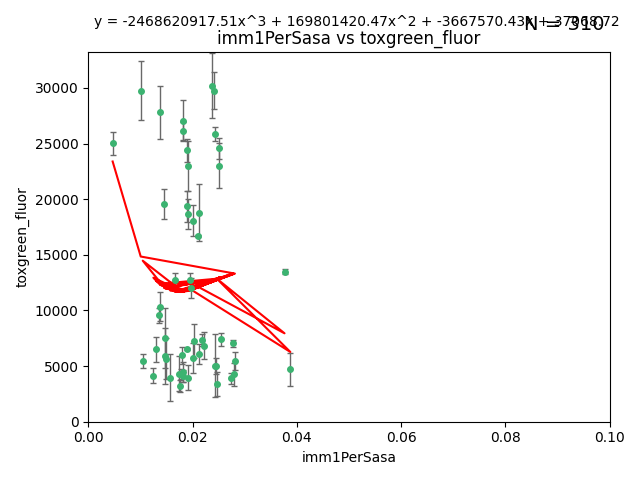 y = -2468620917.51x^3 + 169801420.47x^2 + -3667570.43x + 37068.72
N = 310
imm1PerSasa vs toxgreen_fluor
30000
25000
20000
15000
10000
5000
0
toxgreen_fluor
0.00 0.02 0.04 0.06 0.08 0.10
imm1PerSasa